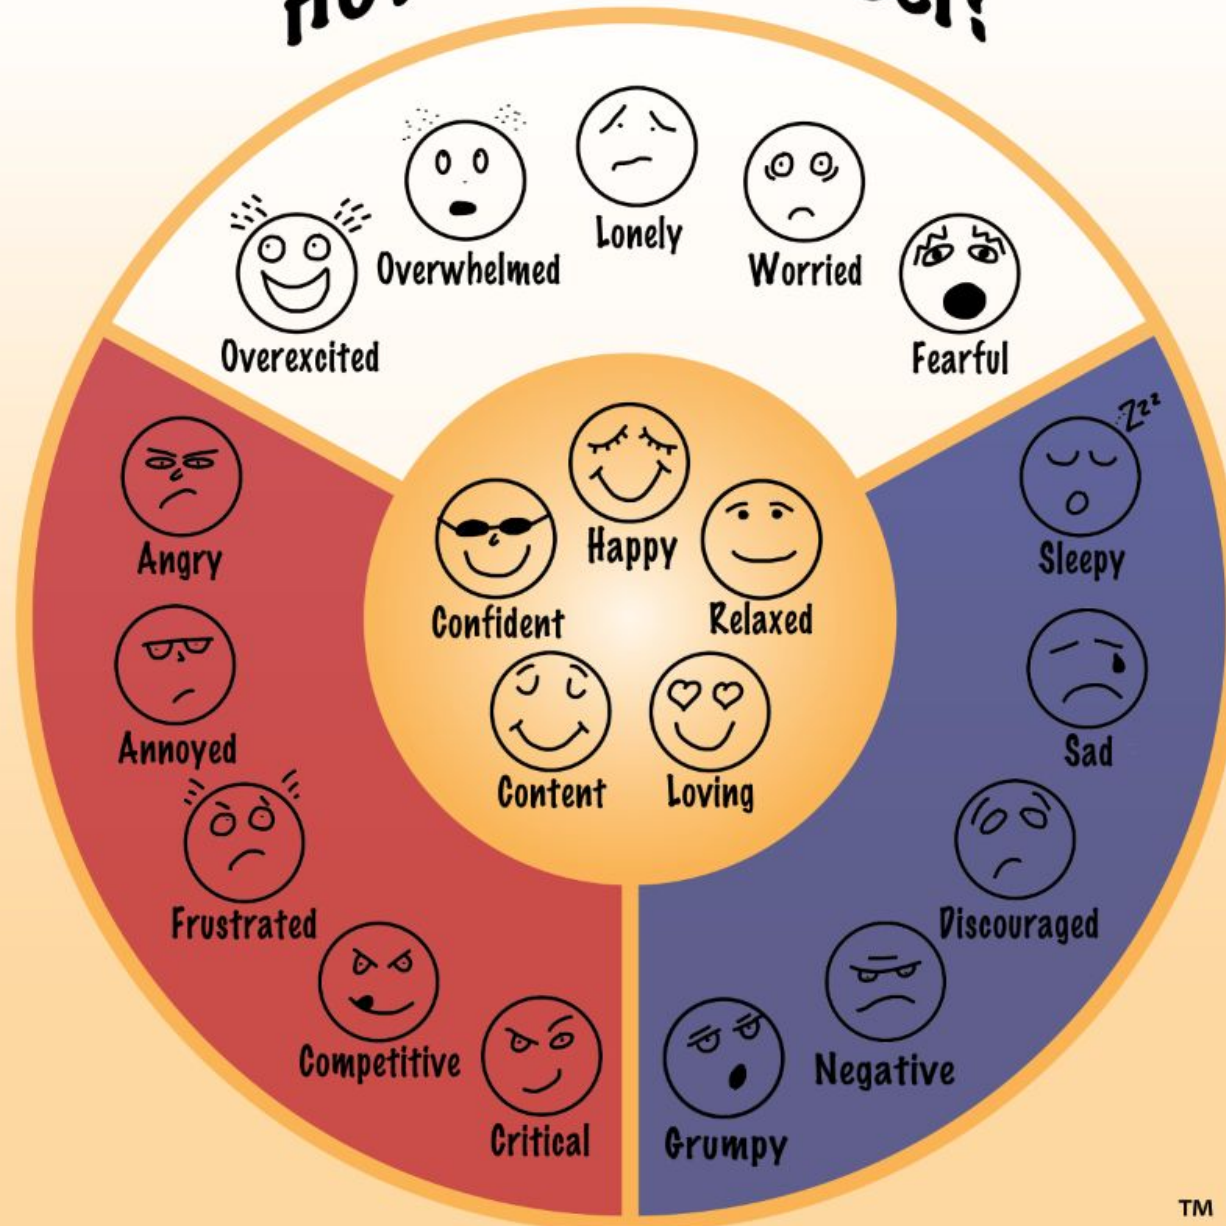 Overexcited
Overwhelmed
Lonely
Worried
Fearful
Angry
Annoyed
Frustrated
Competitive
Critical
Happy
Confident
Relaxed
Content
Loving
Zzz
Sleepy
Sad
Discouraged
Negative
Grumpy
TM